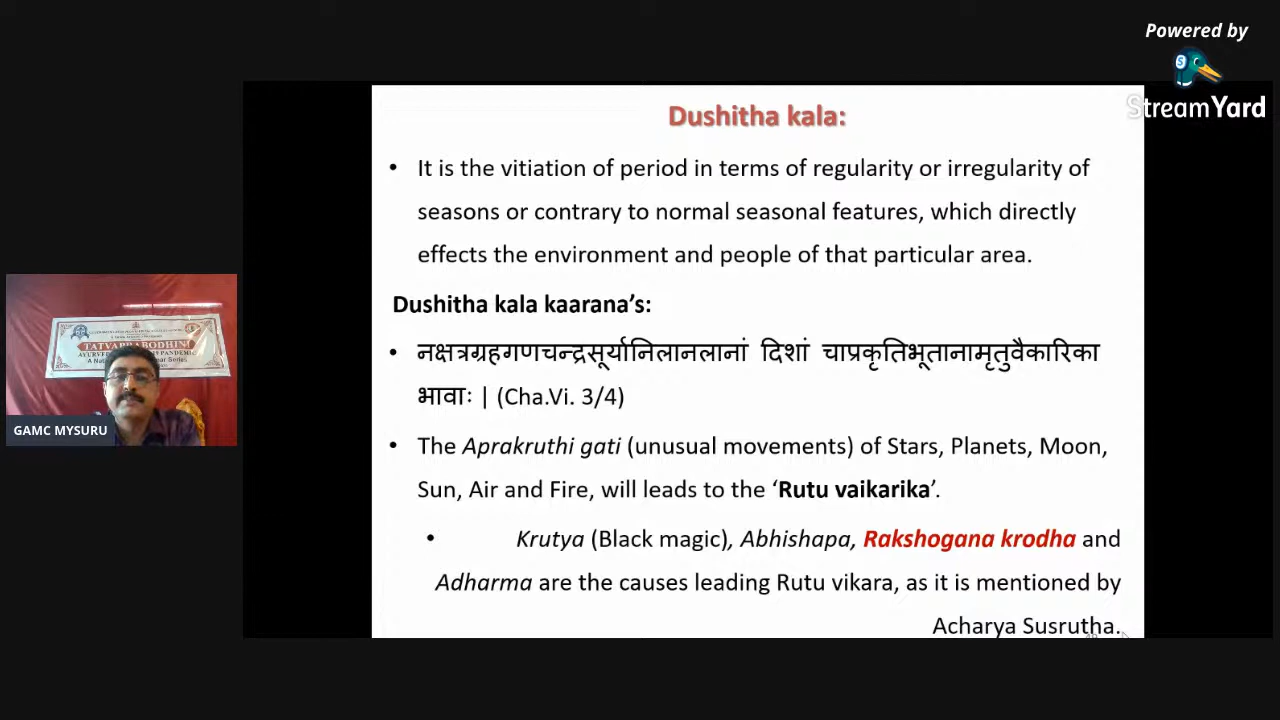 Powered by
StreamYard
Dushitha kala:
• It is the vitiation of period in terms of regularity or irregularity of
seasons or contrary to normal seasonal features, which directly
effects the environment and people of that particular area.
Dushitha kala kaarana’s:
• नक्षत्रग्रहगणचन्द्रसूर्यानिलानलानां दिशां चाप्रकृतिभूतानामृतुवैकारिका
भावाः | (Cha.Vi. 3/4)
• The Aprakruthi gati (unusual movements) of Stars, Planets, Moon,
Sun, Air and Fire, will leads to the ‘Rutu vaikarika’.
• Krutya (Black magic), Abhishapa, Rakshogana krodha and
Adharma are the causes leading Rutu vikara, as it is mentioned by
Acharya Susrutha.
TATVAPRABODHINI
GAMC MYSURU